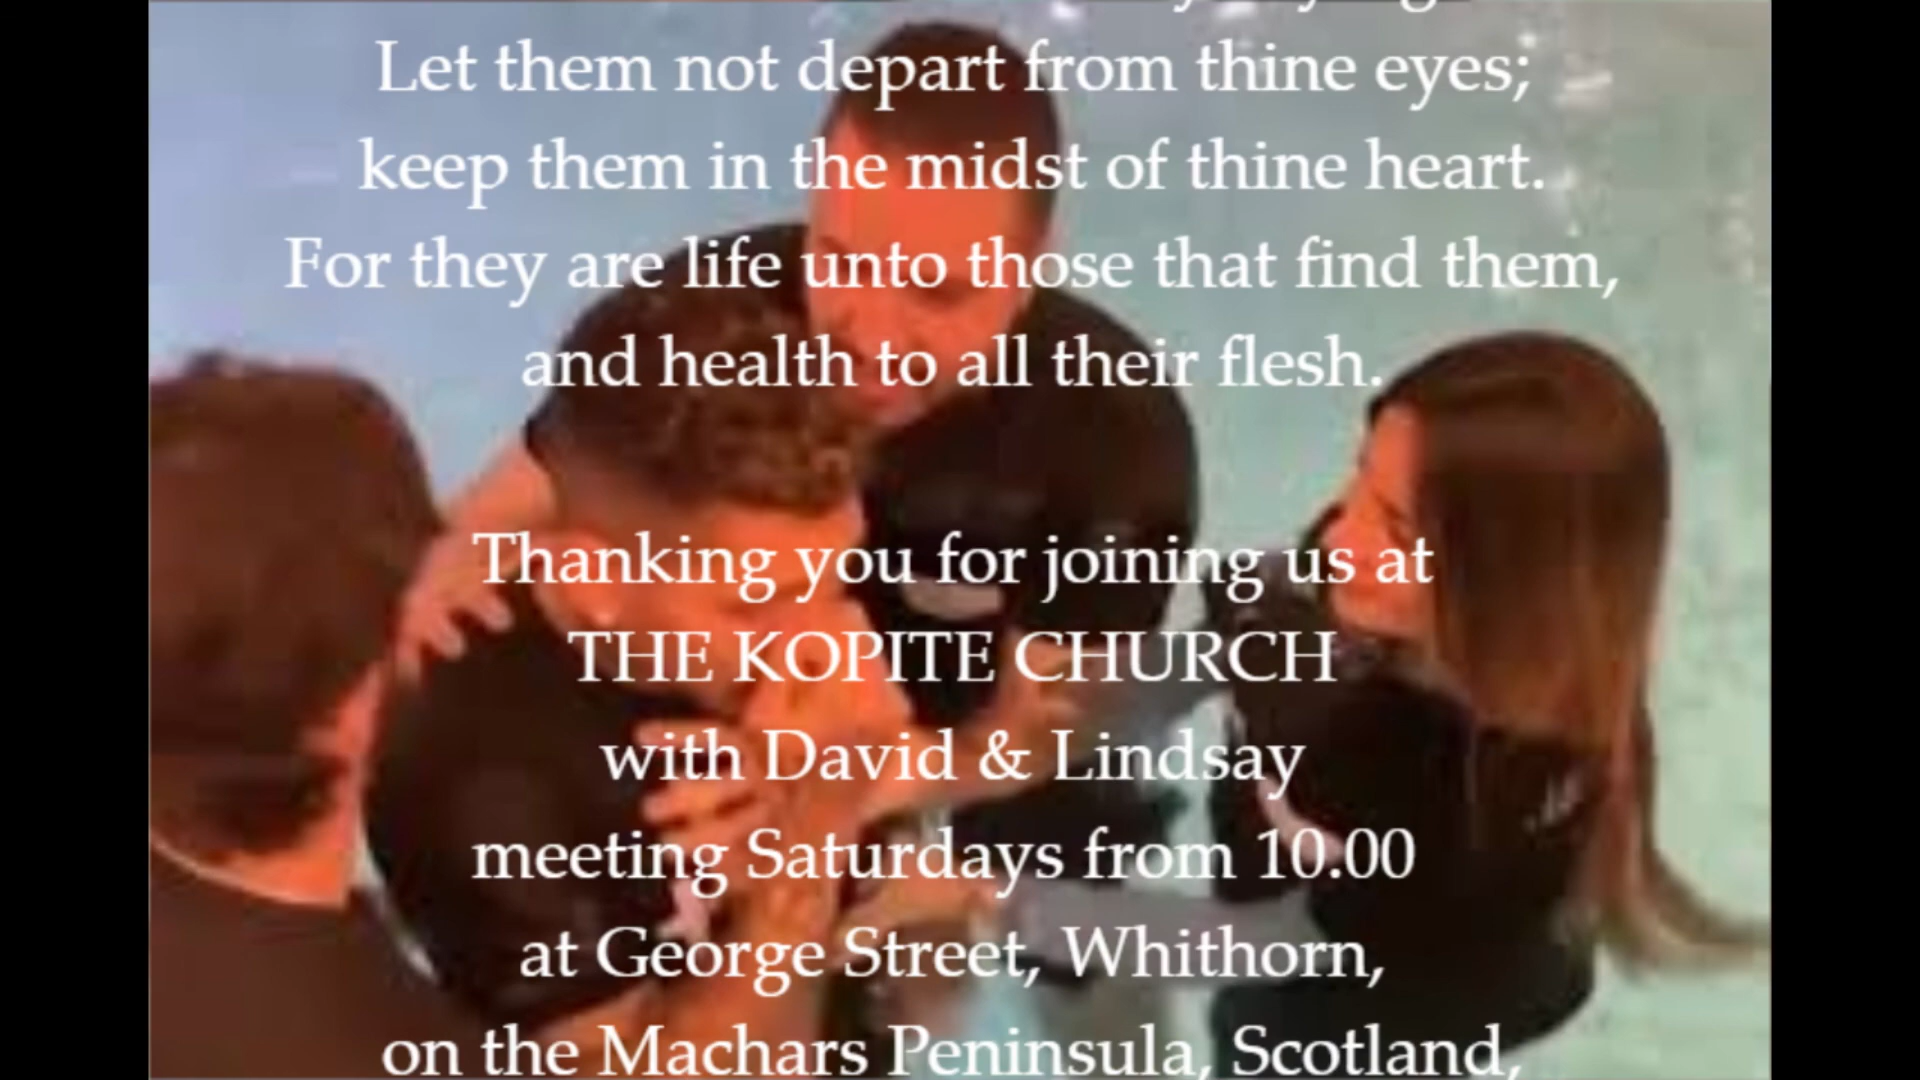 Let them not depart from thine eyes;
keep them in the midst of thine heart.
For they are life unto those that find them,
and health to all their flesh.
Thanking you for joining us at
THE KOPITE CHURCH
with David & Lindsay
meeting Saturdays from 10.00
at George Street, Whithorn,
on the Machars Peninsula, Scotland,